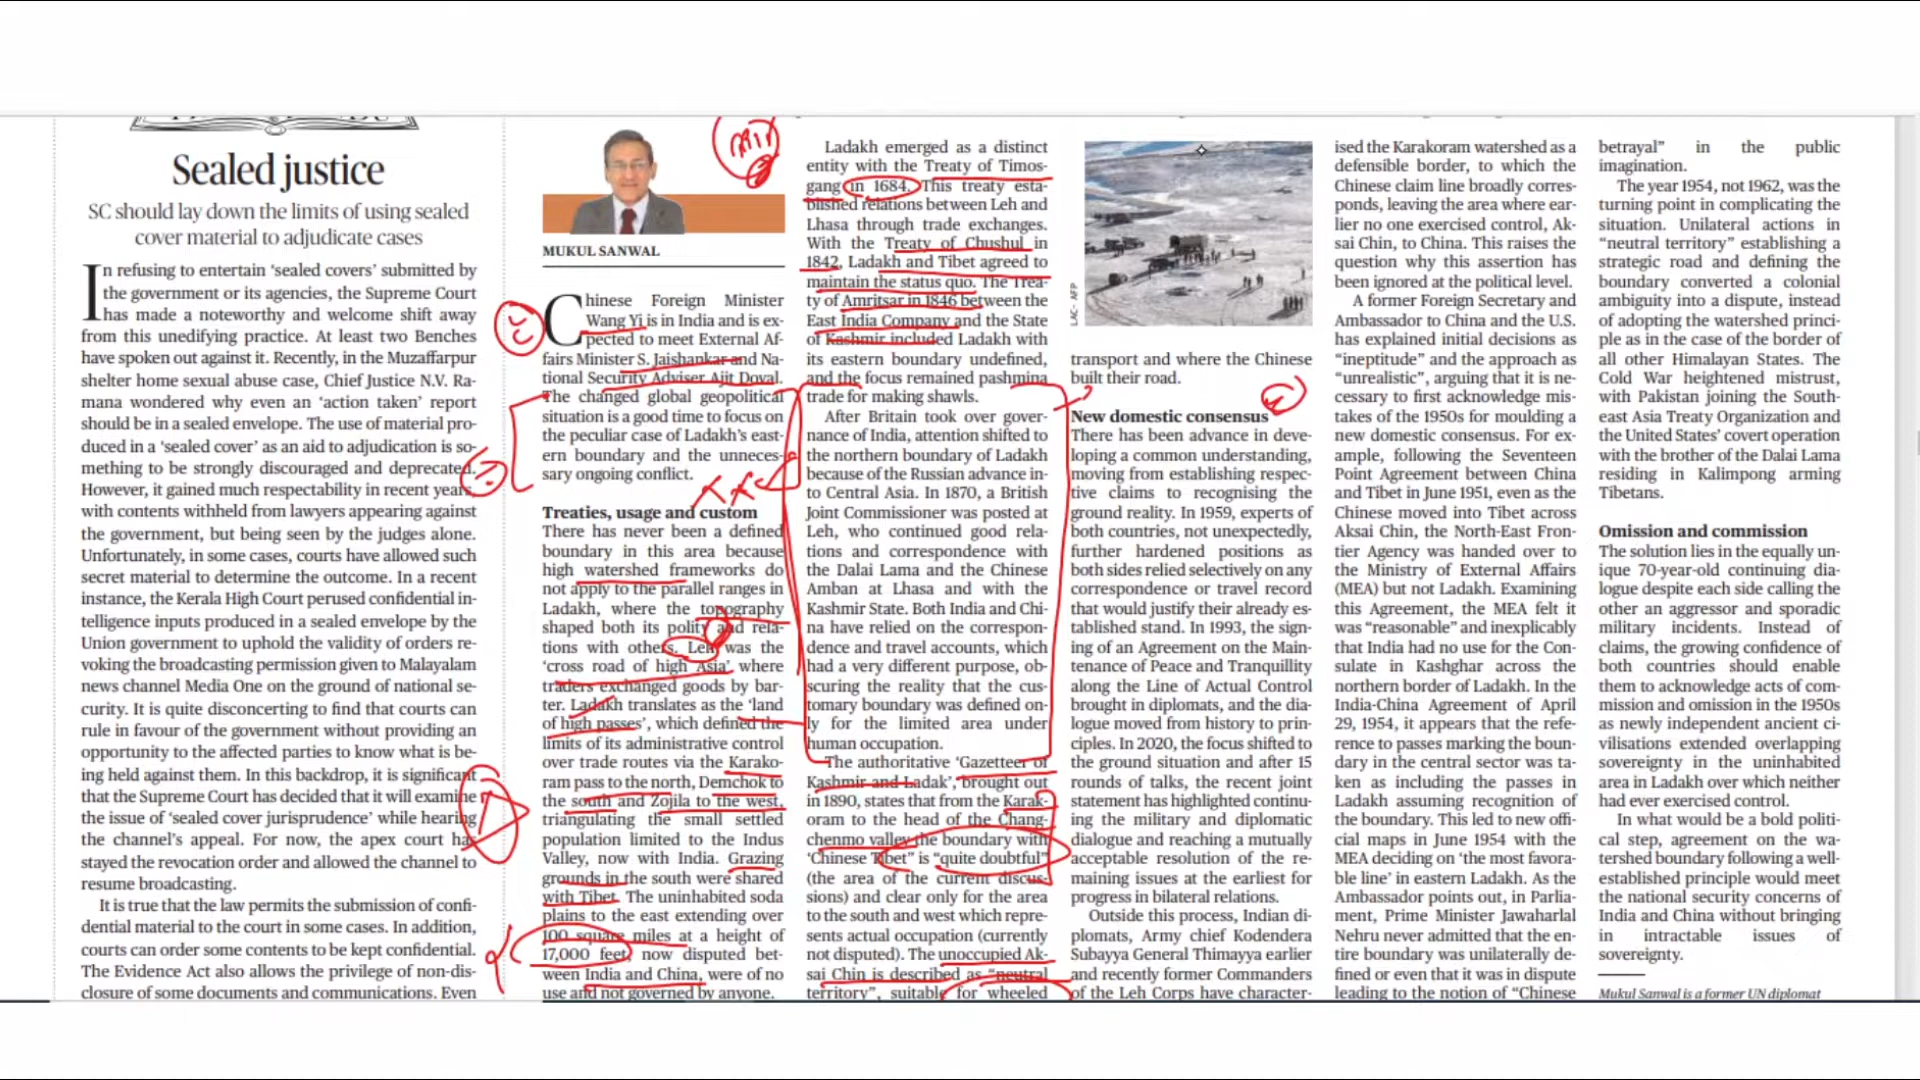 Sealed justice
SC should lay down the limits of using sealed
cover material to adjudicate cases
In refusing to entertain ‘sealed covers’ submitted by
the government or its agencies, the Supreme Court
has made a noteworthy and welcome shift away
from this unedifying practice. At least two Benches
have spoken out against it. Recently, in the Muzaffarpur
shelter home sexual abuse case, Chief Justice N.V. Ra-
mana wondered why even an ‘action taken’ report
should be in a sealed envelope. The use of material pro-
duced in a ‘sealed cover’ as an aid to adjudication is so-
mething to be strongly discouraged and deprecated.
However, it gained much respectability in recent years,
with contents withheld from lawyers appearing against
the government, but being seen by the judges alone.
Unfortunately, in some cases, courts have allowed such
secret material to determine the outcome. In a recent
instance, the Kerala High Court perused confidential in-
telligence inputs produced in a sealed envelope by the
Union government to uphold the validity of orders re-
voking the broadcasting permission given to Malayalam
news channel Media One on the ground of national se-
curity. It is quite disconcerting to find that courts can
rule in favour of the government without providing an
opportunity to the affected parties to know what is be-
ing held against them. In this backdrop, it is significant
that the Supreme Court has decided that it will examine
the issue of ‘sealed cover jurisprudence’ while hearing
the channel’s appeal. For now, the apex court has
stayed the revocation order and allowed the channel to
resume broadcasting.
It is true that the law permits the submission of confi-
dential material to the court in some cases. In addition,
courts can order some contents to be kept confidential.
The Evidence Act also allows the privilege of non-dis-
closure of some documents and communications. Even
MUKUL SANWAL
Chinese Foreign Minister
Wang Yi is in India and is ex-
pected to meet External Af-
fairs Minister S. Jaishankar and Na-
tional Security Adviser Ajit Doval.
The changed global geopolitical
situation is a good time to focus on
the peculiar case of Ladakh’s east-
ern boundary and the unneces-
sary ongoing conflict.
Treaties, usage and custom
There has never been a defined
boundary in this area because
high watershed frameworks do
not apply to the parallel ranges in
Ladakh, where the topography
shaped both its polity and rela-
tions with others. Leh was the
‘cross road of high Asia’, where
traders exchanged goods by bar-
ter. Ladakh translates as the ‘land
of high passes’, which defined the
limits of its administrative control
over trade routes via the Karako-
ram pass to the north, Demchok to
the south and Zojila to the west,
triangulating the small settled
population limited to the Indus
Valley, now with India. Grazing
grounds in the south were shared
with Tibet. The uninhabited soda
plains to the east extending over
100 square miles at a height of
17,000 feet, now disputed bet-
ween India and China, were of no
use and not governed by anyone.
Ladakh emerged as a distinct
entity with the Treaty of Timos-
gang in 1684. This treaty esta-
blished relations between Leh and
Lhasa through trade exchanges.
With the Treaty of Chushul in
1842, Ladakh and Tibet agreed to
maintain the status quo. The Trea-
ty of Amritsar in 1846 between the
East India Company and the State
of Kashmir included Ladakh with
its eastern boundary undefined,
and the focus remained pashmina
trade for making shawls.
After Britain took over gover-
nance of India, attention shifted to
the northern boundary of Ladakh
because of the Russian advance in-
to Central Asia. In 1870, a British
Joint Commissioner was posted at
Leh, who continued good rela-
tions and correspondence with
the Dalai Lama and the Chinese
Amban at Lhasa and with the
Kashmir State. Both India and Chi-
na have relied on the correspon-
dence and travel accounts, which
had a very different purpose, ob-
scuring the reality that the cus-
tomary boundary was defined on-
ly for the limited area under
human occupation.
The authoritative ‘Gazetteer of
Kashmir and Ladak’, brought out
in 1890, states that from the Karak-
oram to the head of the Chang-
chenmo valley the boundary with
‘Chinese Tibet” is “quite doubtful”
(the area of the current discus-
sions) and clear only for the area
to the south and west which repre-
sents actual occupation (currently
not disputed). The unoccupied Ak-
sai Chin is described as “neutral
territory”, suitable for wheeled
LAC- AFP
transport and where the Chinese
built their road.
New domestic consensus
There has been advance in deve-
loping a common understanding,
moving from establishing respec-
tive claims to recognising the
ground reality. In 1959, experts of
both countries, not unexpectedly,
further hardened positions as
both sides relied selectively on any
correspondence or travel record
that would justify their already es-
tablished stand. In 1993, the sign-
ing of an Agreement on the Main-
tenance of Peace and Tranquillity
along the Line of Actual Control
brought in diplomats, and the dia-
logue moved from history to prin-
ciples. In 2020, the focus shifted to
the ground situation and after 15
rounds of talks, the recent joint
statement has highlighted continu-
ing the military and diplomatic
dialogue and reaching a mutually
acceptable resolution of the re-
maining issues at the earliest for
progress in bilateral relations.
Outside this process, Indian di-
plomats, Army chief Kodendera
Subayya General Thimayya earlier
and recently former Commanders
of the Leh Corps have character-
ised the Karakoram watershed as a
defensible border, to which the
Chinese claim line broadly corres-
ponds, leaving the area where ear-
lier no one exercised control, Ak-
sai Chin, to China. This raises the
question why this assertion has
been ignored at the political level.
A former Foreign Secretary and
Ambassador to China and the U.S.
has explained initial decisions as
“ineptitude” and the approach as
“unrealistic”, arguing that it is ne-
cessary to first acknowledge mis-
takes of the 1950s for moulding a
new domestic consensus. For ex-
ample, following the Seventeen
Point Agreement between China
and Tibet in June 1951, even as the
Chinese moved into Tibet across
Aksai Chin, the North-East Fron-
tier Agency was handed over to
the Ministry of External Affairs
(MEA) but not Ladakh. Examining
this Agreement, the MEA felt it
was “reasonable” and inexplicably
that India had no use for the Con-
sulate in Kashghar across the
northern border of Ladakh. In the
India-China Agreement of April
29, 1954, it appears that the refe-
rence to passes marking the boun-
dary in the central sector was ta-
ken as including the passes in
Ladakh assuming recognition of
the boundary. This led to new offi-
cial maps in June 1954 with the
MEA deciding on ‘the most favora-
ble line’ in eastern Ladakh. As the
Ambassador points out, in Parlia-
ment, Prime Minister Jawaharlal
Nehru never admitted that the en-
tire boundary was unilaterally de-
fined or even that it was in dispute
leading to the notion of “Chinese
betrayal” in the public
imagination.
The year 1954, not 1962, was the
turning point in complicating the
situation. Unilateral actions in
“neutral territory” establishing a
strategic road and defining the
boundary converted a colonial
ambiguity into a dispute, instead
of adopting the watershed princi-
ple as in the case of the border of
all other Himalayan States. The
Cold War heightened mistrust,
with Pakistan joining the South-
east Asia Treaty Organization and
the United States’ covert operation
with the brother of the Dalai Lama
residing in Kalimpong arming
Tibetans.
Omission and commission
The solution lies in the equally un-
ique 70-year-old continuing dia-
logue despite each side calling the
other an aggressor and sporadic
military incidents. Instead of
claims, the growing confidence of
both countries should enable
them to acknowledge acts of com-
mission and omission in the 1950s
as newly independent ancient ci-
vilisations extended overlapping
sovereignty in the uninhabited
area in Ladakh over which neither
had ever exercised control.
In what would be a bold politi-
cal step, agreement on the wa-
tershed boundary following a well-
established principle would meet
the national security concerns of
India and China without bringing
in intractable issues of
sovereignty.
Mukul Sanwal is a former UN diplomat